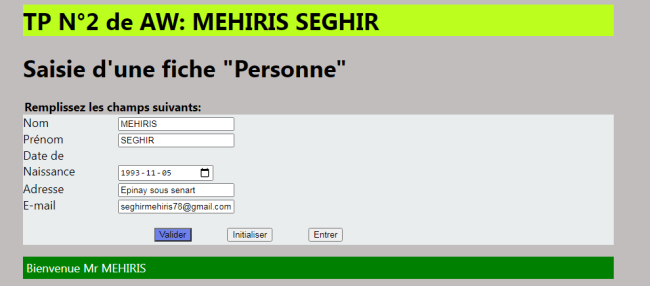 TP N°2 de AW: MEHIRIS SEGHIR
Saisie d'une fiche "Personne"
Remplissez les champs suivants:
Nom MEHIRIS
Prénom SEGHIR
Date de
Naissance 1993-11-05
Adresse Epinay sous senart
E-mail seghirmehiris78@gmail.com
Valider Initialiser Entrer
Bienvenue Mr MEHIRIS